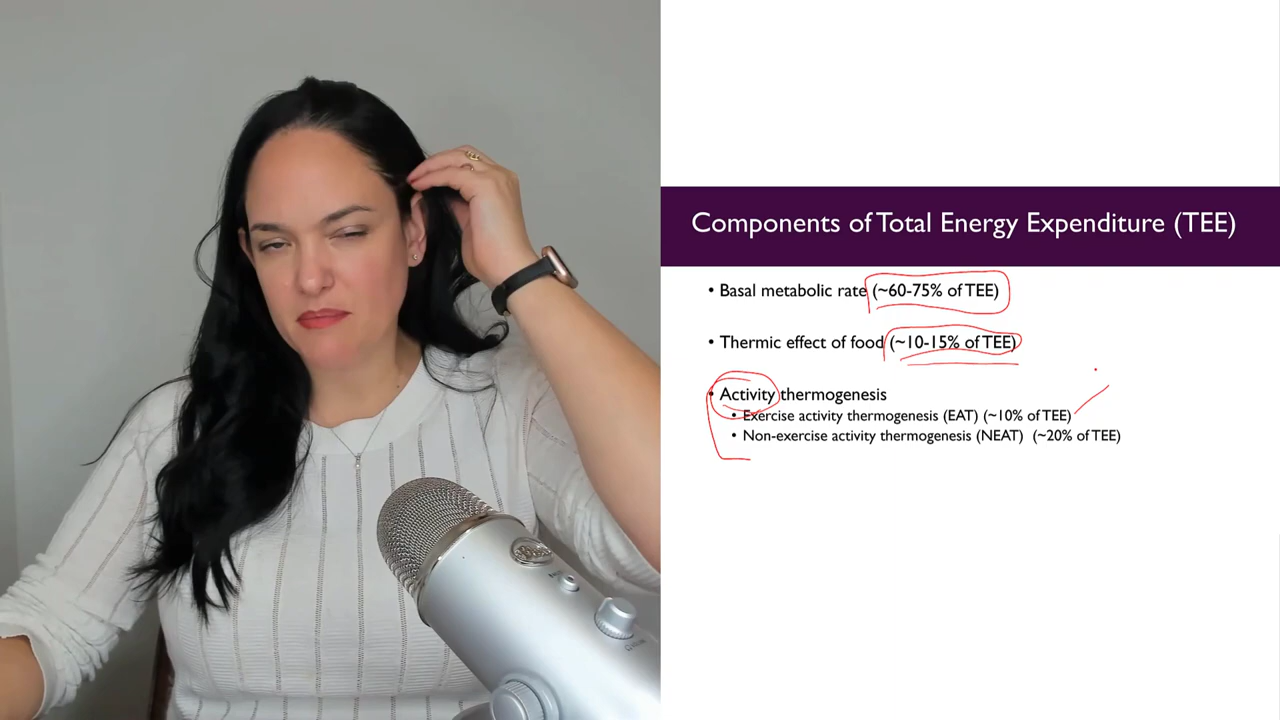 Components of Total Energy Expenditure (TEE)
• Basal metabolic rate (~60-75% of TEE)
• Thermic effect of food (~10-15% of TEE)
• Activity thermogenesis
• Exercise activity thermogenesis (EAT) (~10% of TEE)
• Non-exercise activity thermogenesis (NEAT) (~20% of TEE)